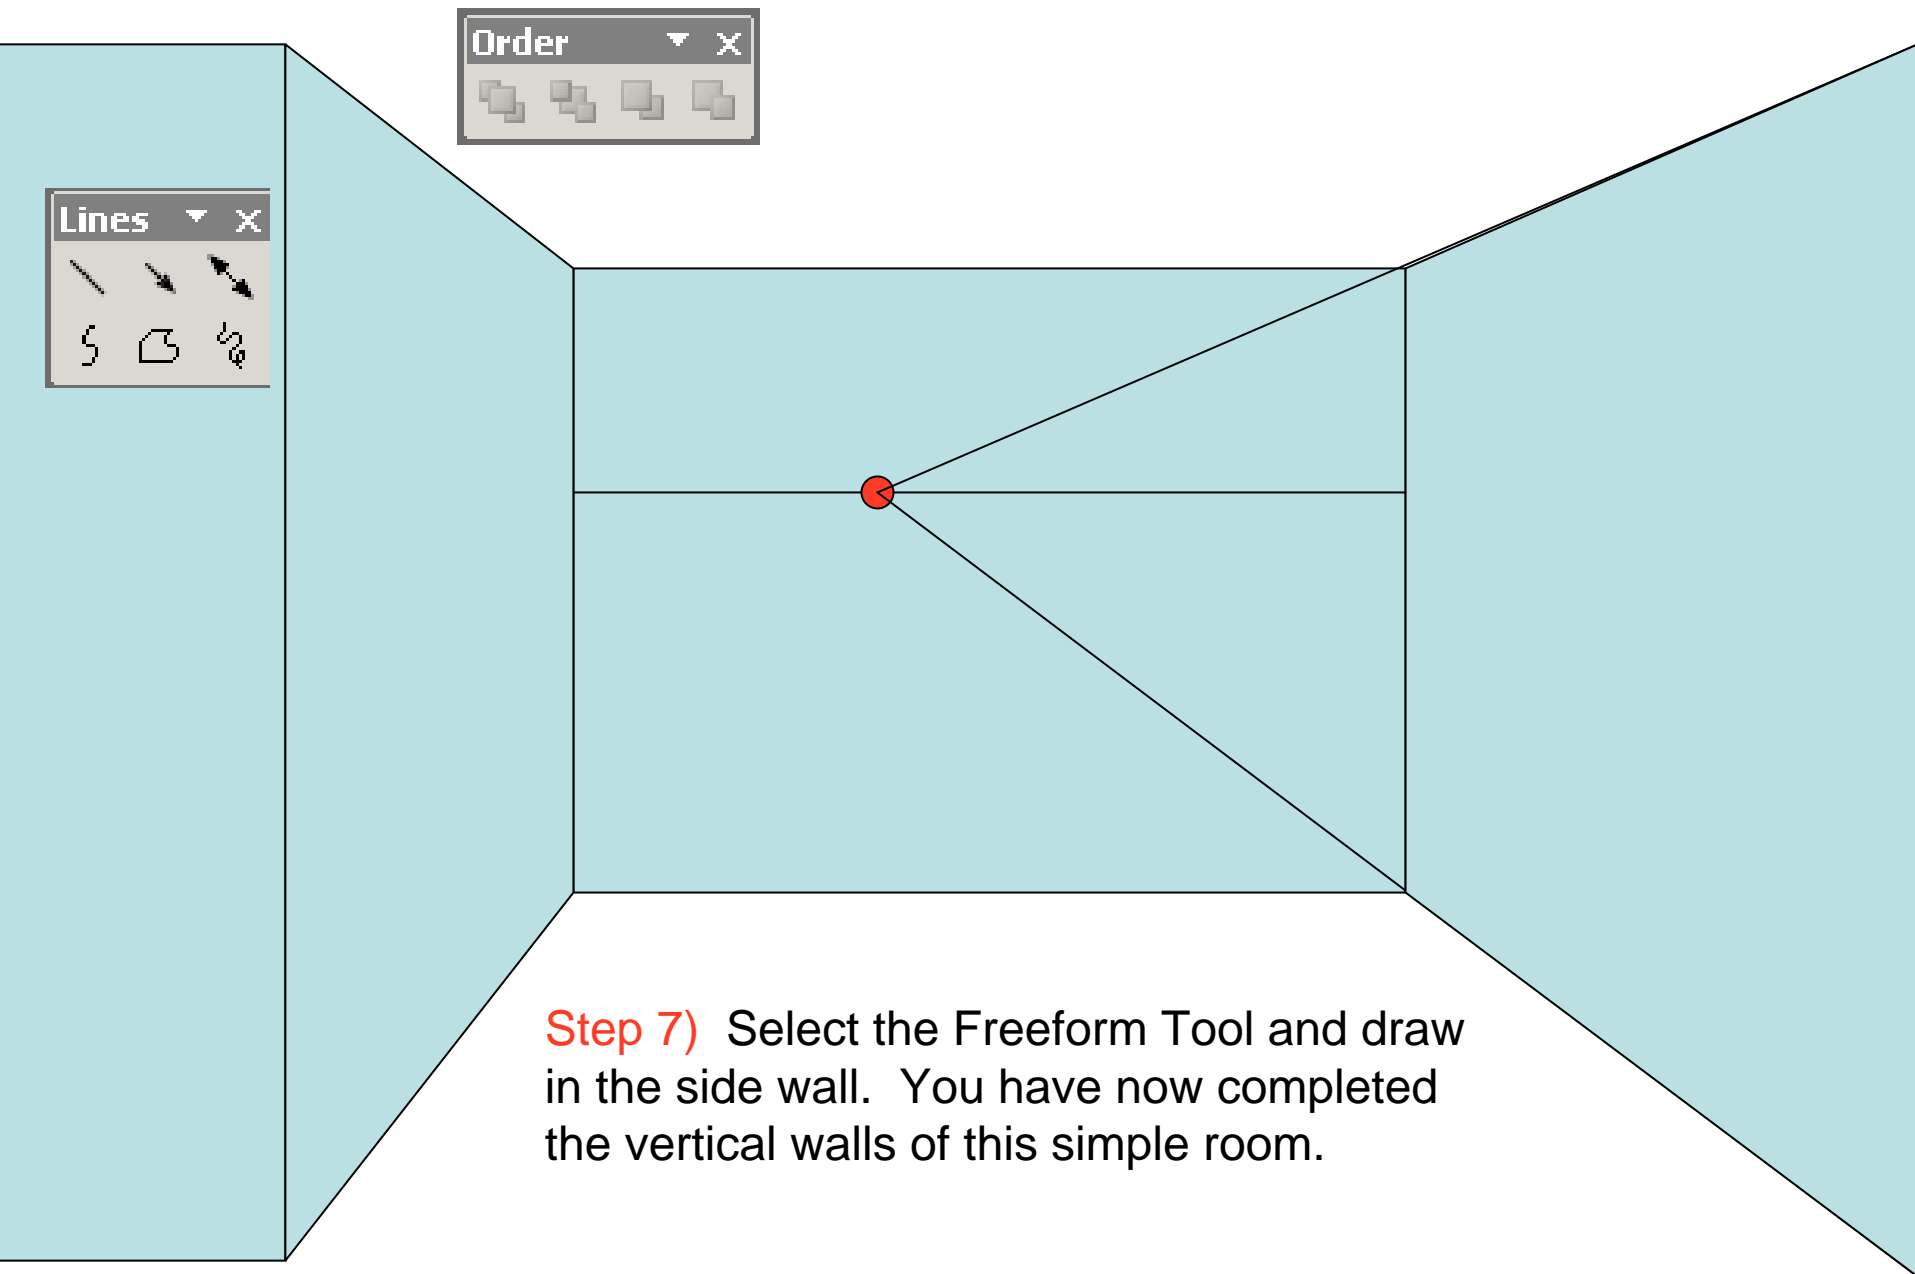 Order
Lines
Step 7)  Select the Freeform Tool and draw
in the side wall.  You have now completed
the vertical walls of this simple room.